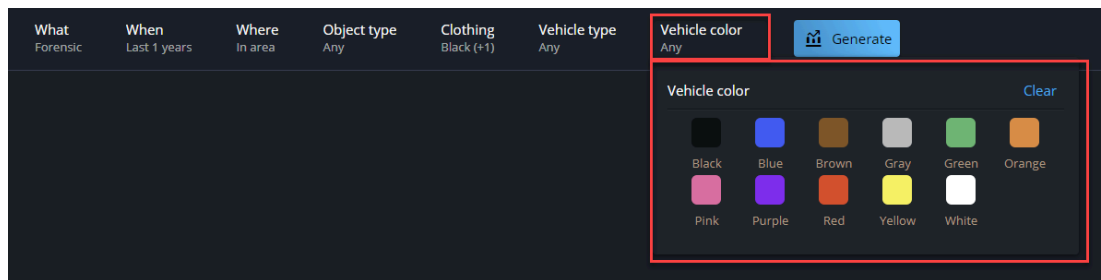 What When Where Object type Clothing Vehicle type Vehicle color Generate
Forensic Last 1 years In area Any Black (+1) Any Any
Vehicle color Clear
Black Blue Brown Gray Green Orange
Pink Purple Red Yellow White